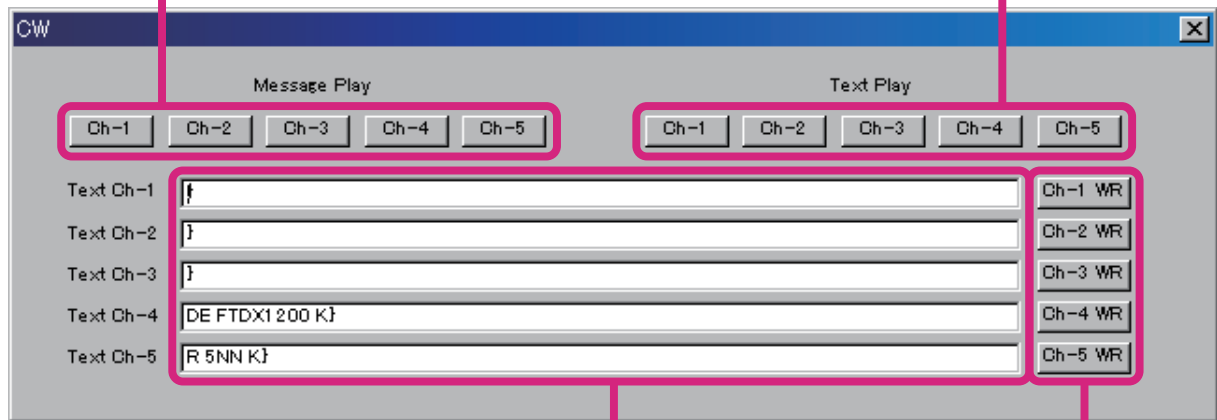 CW
Message Play Text Play
Ch-1 Ch-2 Ch-3 Ch-4 Ch-5 Ch-1 Ch-2 Ch-3 Ch-4 Ch-5
Text Ch-1 } Ch-1 WR
Text Ch-2 } Ch-2 WR
Text Ch-3 } Ch-3 WR
Text Ch-4 DE FTDX1200 K} Ch-4 WR
Text Ch-5 R 5NN K} Ch-5 WR